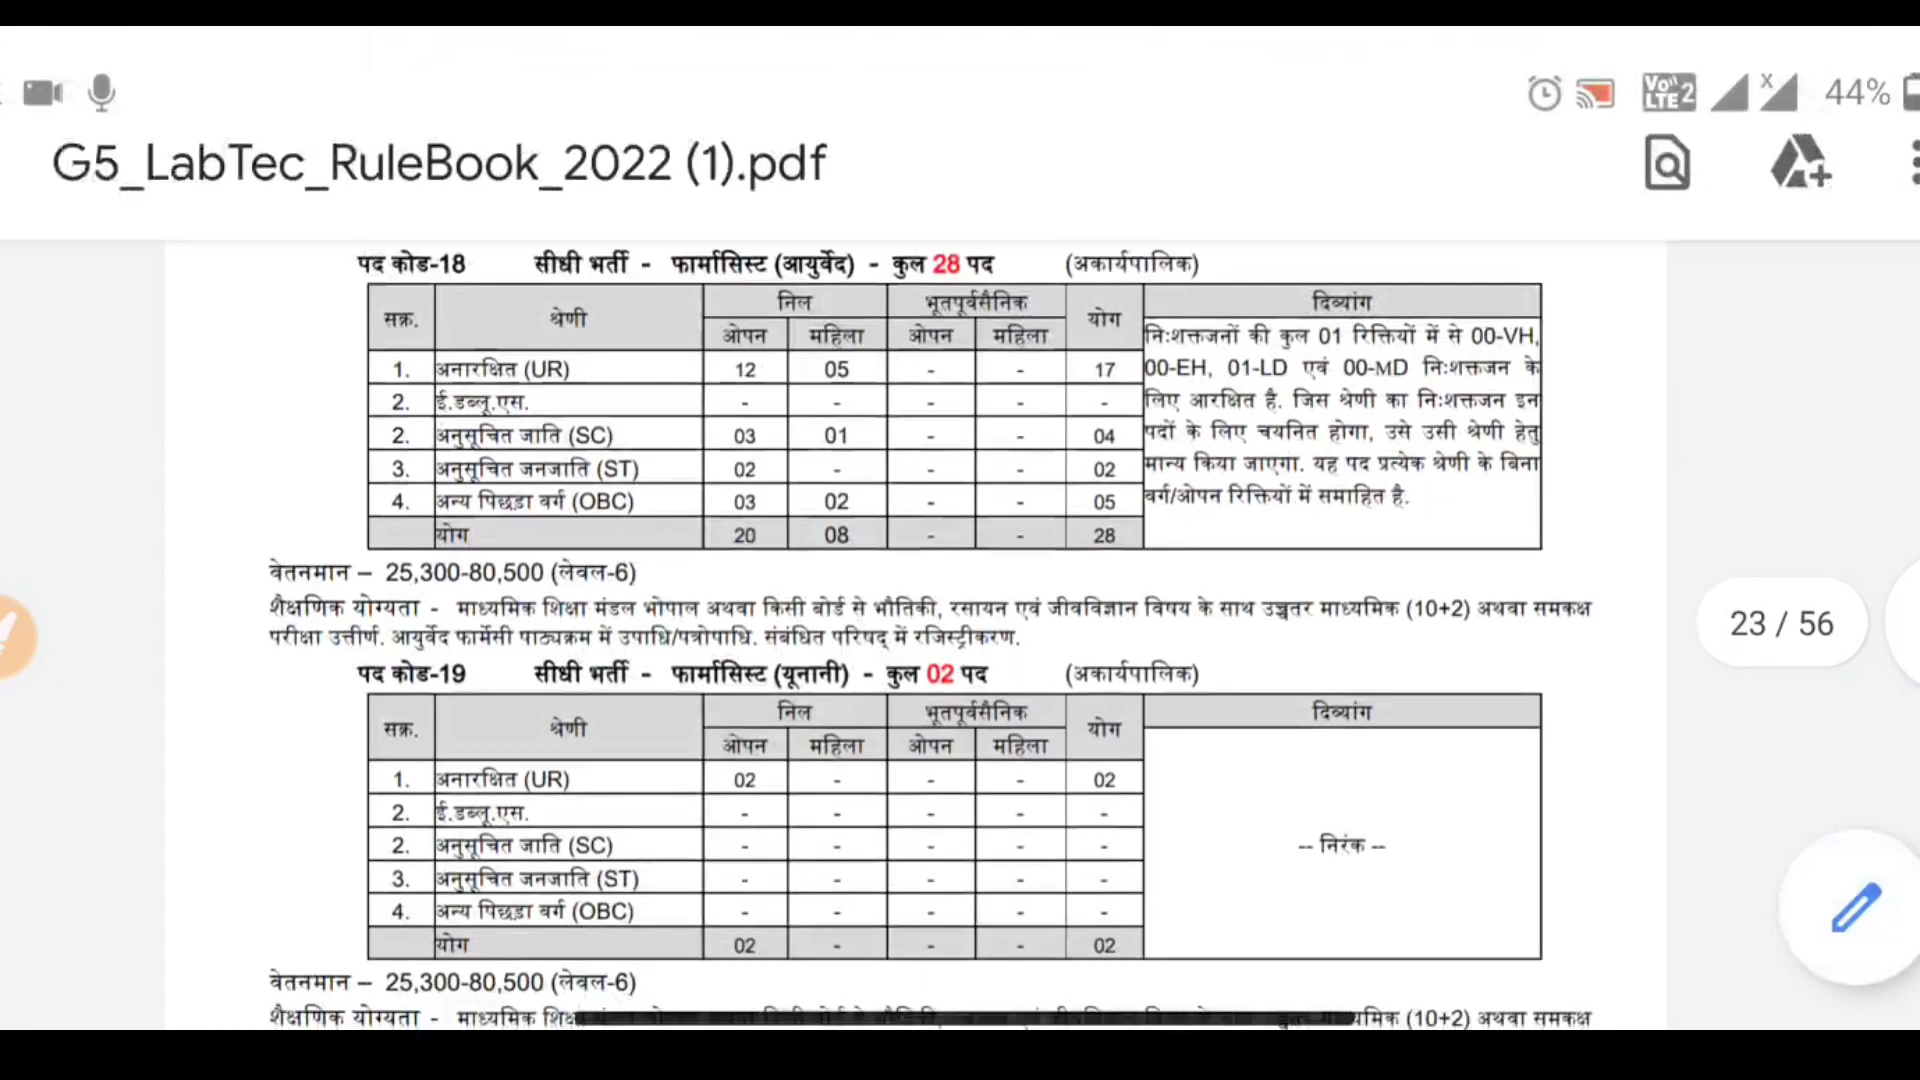 VoLTE 2 x 44%
G5_LabTec_RuleBook_2022 (1).pdf
पद कोड-18 सीधी भर्ती - फार्मासिस्ट (आयुर्वेद) - कुल 28 पद (अकार्यपालिक)
सक्र. श्रेणी निल भूतपूर्वसैनिक योग दिव्यांग
ओपन महिला ओपन महिला
1. अनारक्षित (UR) 12 05 - - 17
2. ई.डब्लू.एस. - - - - -
2. अनुसूचित जाति (SC) 03 01 - - 04
3. अनुसूचित जनजाति (ST) 02 - - - 02
4. अन्य पिछड़ा वर्ग (OBC) 03 02 - - 05
योग 20 08 - - 28
नि:शक्तजनों की कुल 01 रिक्तियों में से 00-VH,
00-EH, 01-LD एवं 00-MD नि:शक्तजन के
लिए आरक्षित है. जिस श्रेणी का नि:शक्तजन इन
पदों के लिए चयनित होगा, उसे उसी श्रेणी हेतु
मान्य किया जाएगा. यह पद प्रत्येक श्रेणी के बिना
वर्ग/ओपन रिक्तियों में समाहित है.
वेतनमान – 25,300-80,500 (लेवल-6)
शैक्षणिक योग्यता - माध्यमिक शिक्षा मंडल भोपाल अथवा किसी बोर्ड से भौतिकी, रसायन एवं जीवविज्ञान विषय के साथ उच्चतर माध्यमिक (10+2) अथवा समकक्ष
परीक्षा उत्तीर्ण. आयुर्वेद फार्मेसी पाठ्यक्रम में उपाधि/पत्रोपाधि. संबंधित परिषद् में रजिस्ट्रीकरण.
23 / 56
पद कोड-19 सीधी भर्ती - फार्मासिस्ट (यूनानी) - कुल 02 पद (अकार्यपालिक)
सक्र. श्रेणी निल भूतपूर्वसैनिक योग दिव्यांग
ओपन महिला ओपन महिला
1. अनारक्षित (UR) 02 - - - 02
2. ई.डब्लू.एस. - - - - -
2. अनुसूचित जाति (SC) - - - - - -- निरंक --
3. अनुसूचित जनजाति (ST) - - - - -
4. अन्य पिछड़ा वर्ग (OBC) - - - - -
योग 02 - - - 02
वेतनमान – 25,300-80,500 (लेवल-6)
शैक्षणिक योग्यता - माध्यमिक (10+2) अथवा समकक्ष